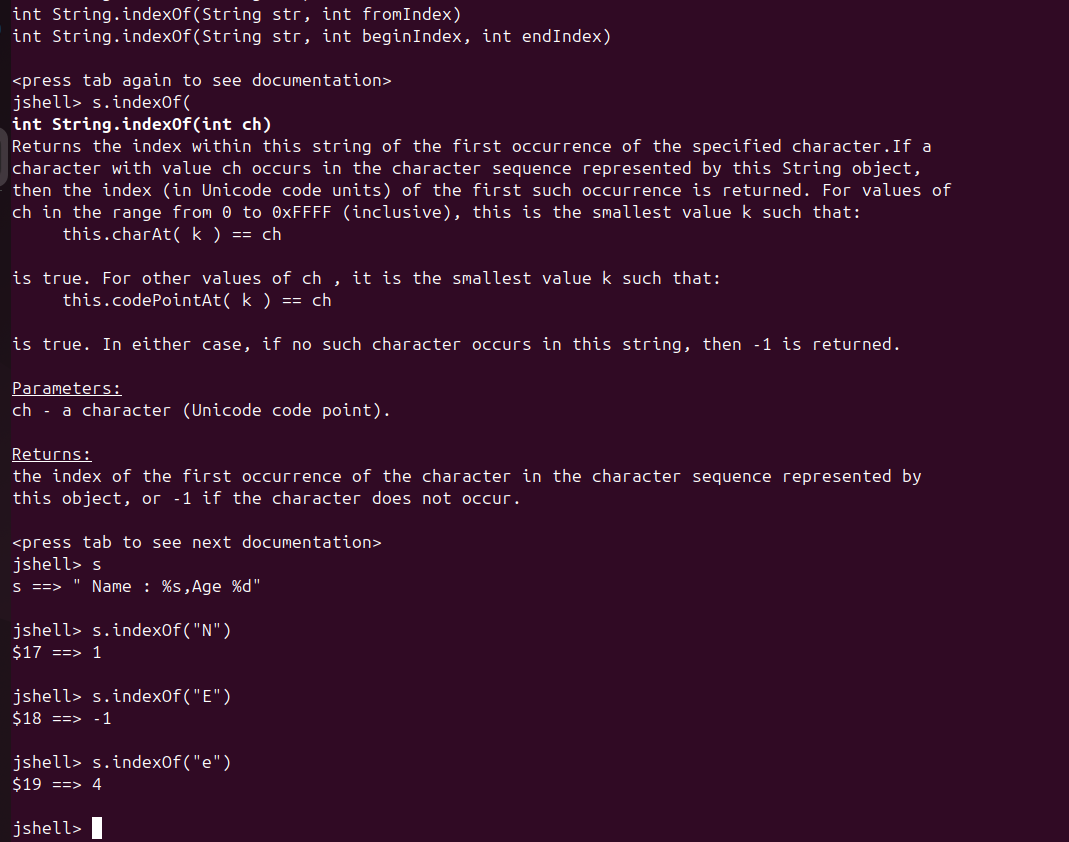 int String.indexOf(String str, int fromIndex)
int String.indexOf(String str, int beginIndex, int endIndex)
<press tab again to see documentation>
jshell> s.indexOf(
int String.indexOf(int ch)
Returns the index within this string of the first occurrence of the specified character.If a
character with value ch occurs in the character sequence represented by this String object,
then the index (in Unicode code units) of the first such occurrence is returned. For values of
ch in the range from 0 to 0xFFFF (inclusive), this is the smallest value k such that:
this.charAt( k ) == ch
is true. For other values of ch , it is the smallest value k such that:
this.codePointAt( k ) == ch
is true. In either case, if no such character occurs in this string, then -1 is returned.
Parameters:
ch - a character (Unicode code point).
Returns:
the index of the first occurrence of the character in the character sequence represented by
this object, or -1 if the character does not occur.
<press tab to see next documentation>
jshell> s
s ==> " Name : %s,Age %d"
jshell> s.indexOf("N")
$17 ==> 1
jshell> s.indexOf("E")
$18 ==> -1
jshell> s.indexOf("e")
$19 ==> 4
jshell>